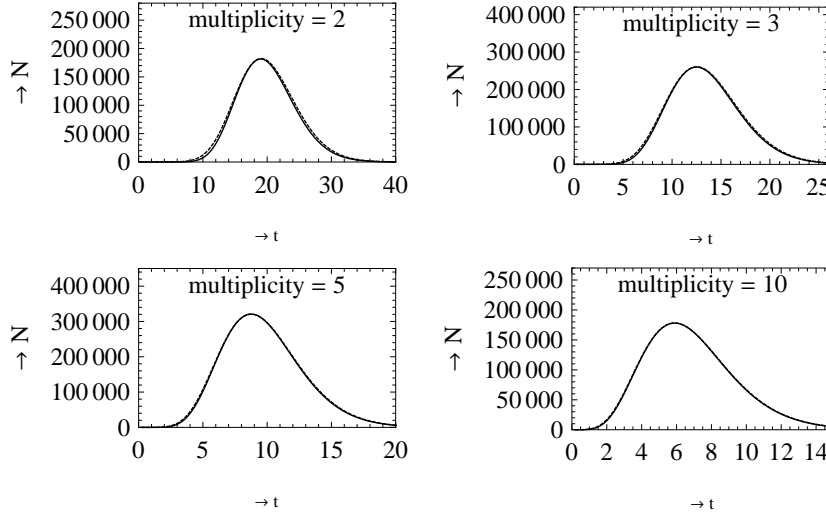 multiplicity = 2
250 000
200 000
150 000
100 000
50 000
0
→ N
0 10 20 30 40
→ t
multiplicity = 3
400 000
300 000
200 000
100 000
0
→ N
0 5 10 15 20 25
→ t
multiplicity = 5
400 000
300 000
200 000
100 000
0
→ N
0 5 10 15 20
→ t
multiplicity = 10
250 000
200 000
150 000
100 000
50 000
0
→ N
0 2 4 6 8 10 12 14
→ t